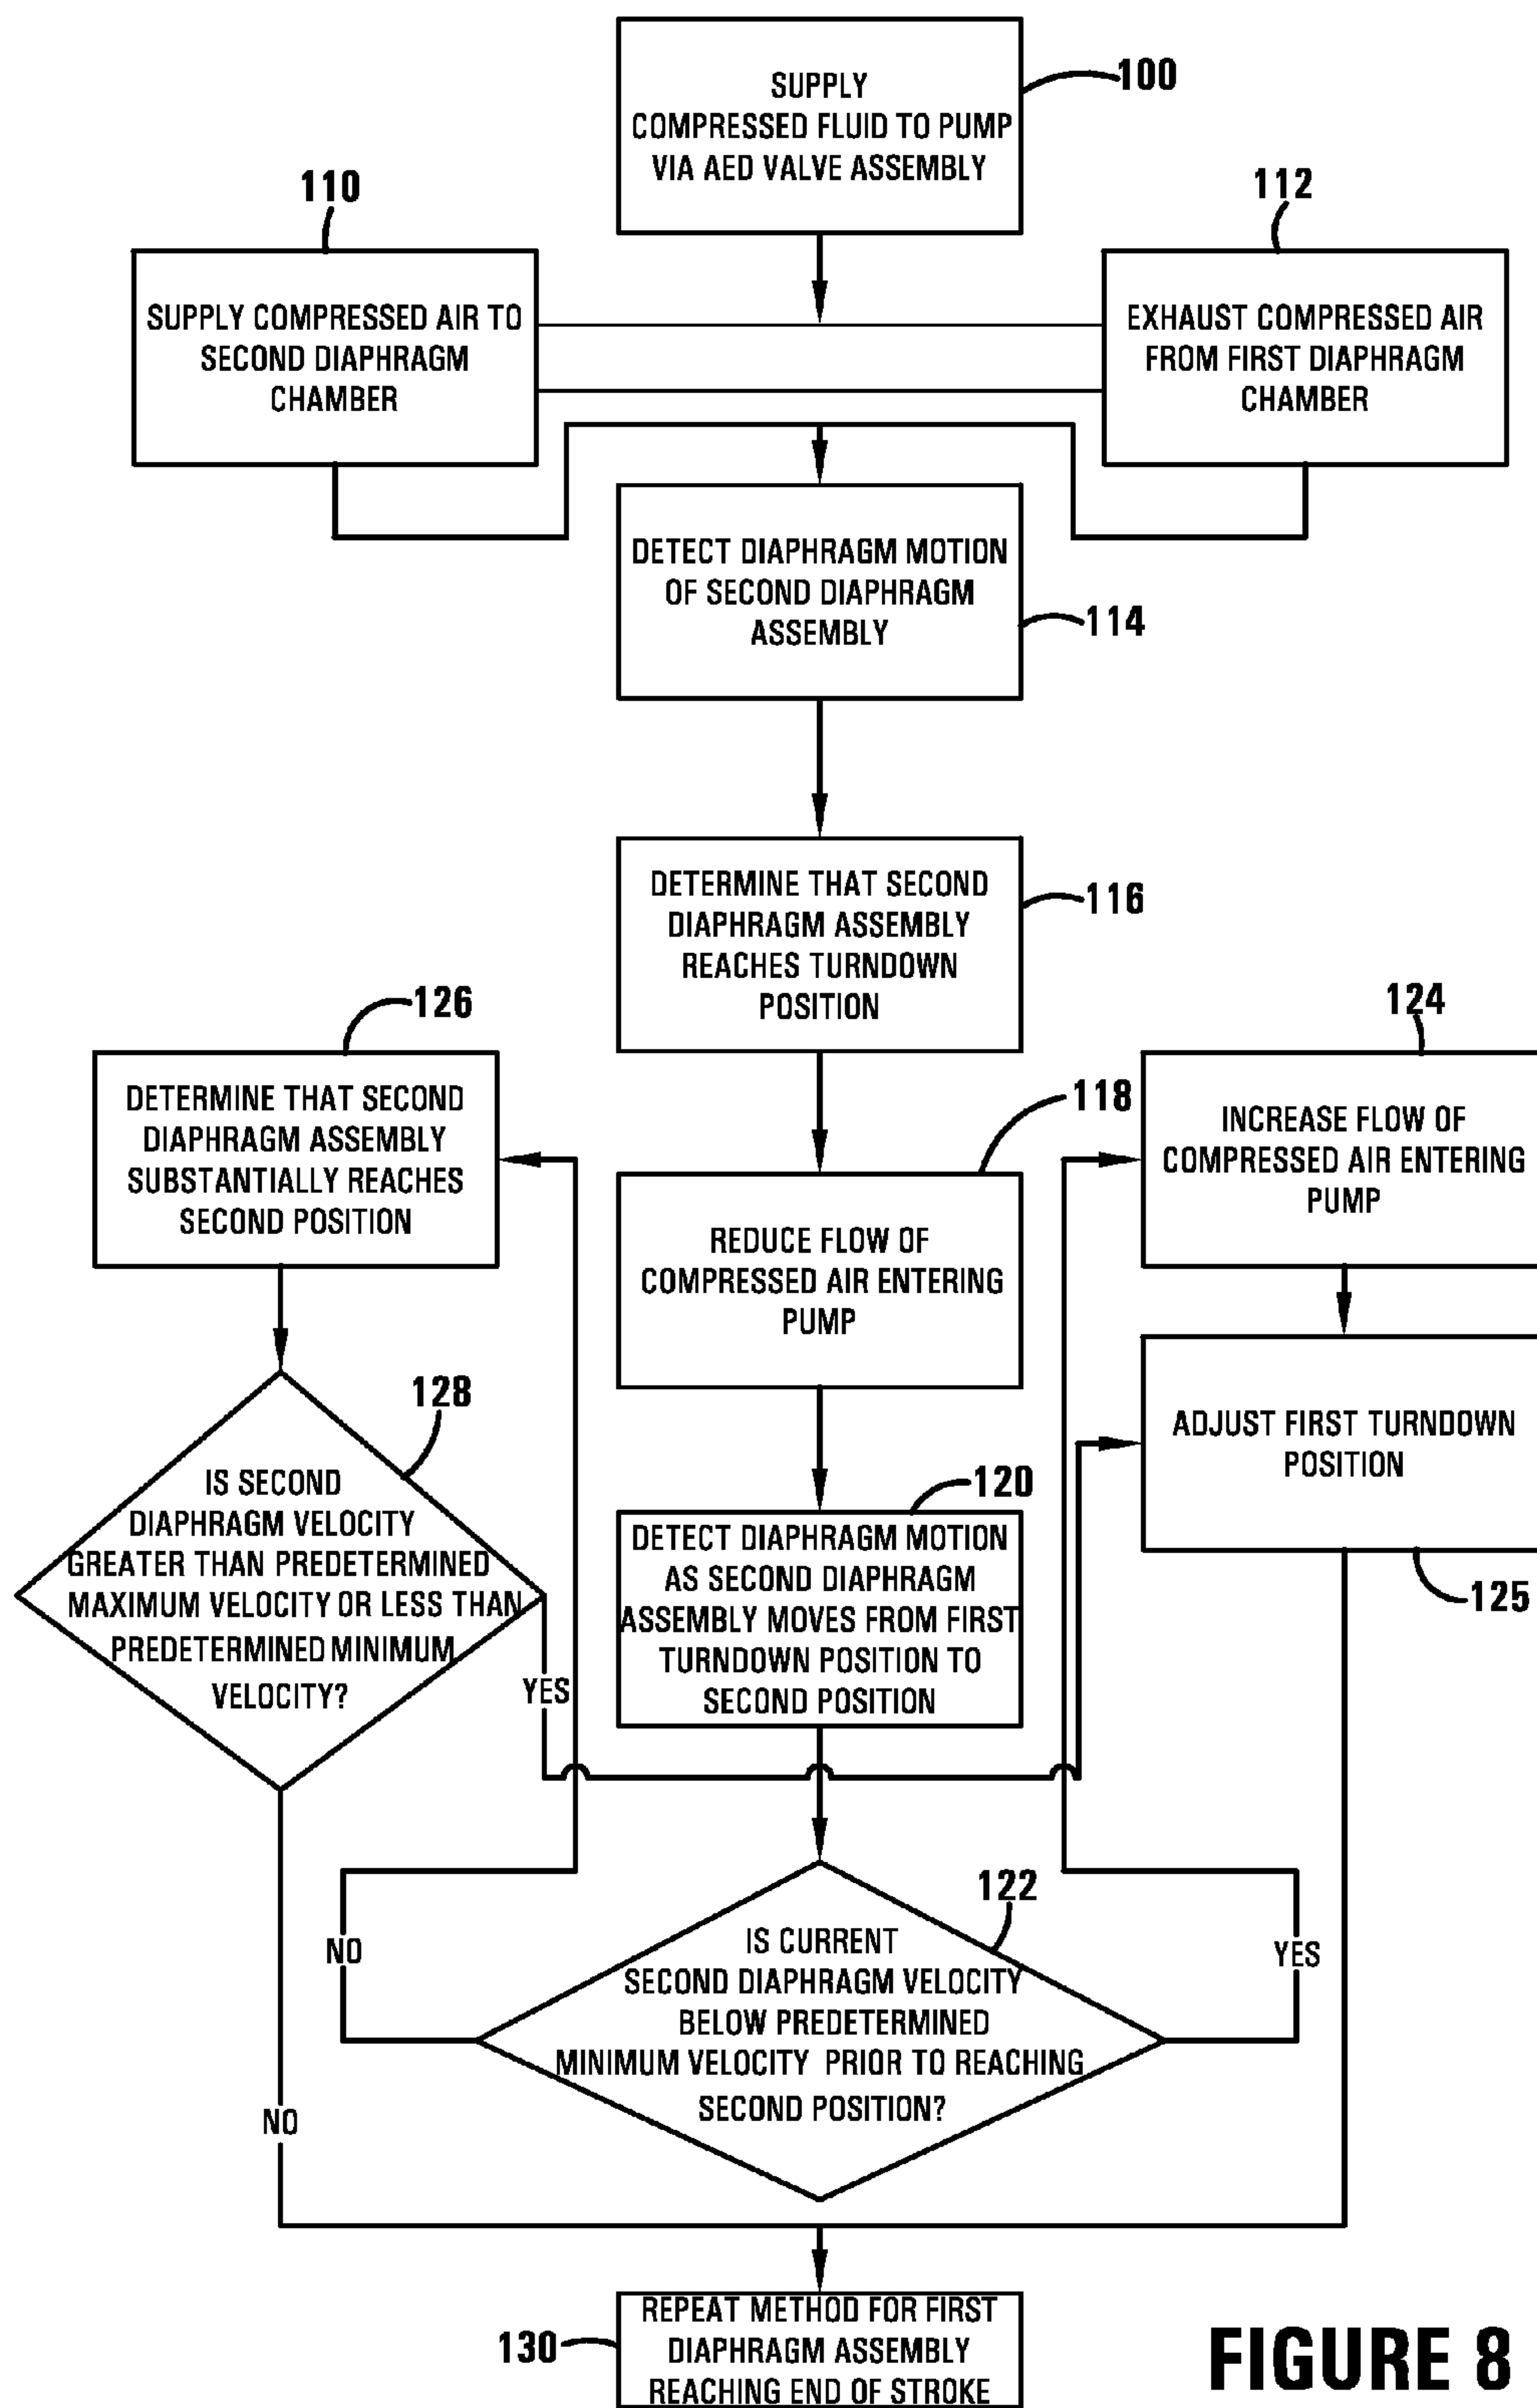 SUPPLY
COMPRESSED FLUID TO PUMP
VIA AED VALVE ASSEMBLY
100
110
112
SUPPLY COMPRESSED AIR TO
SECOND DIAPHRAGM
CHAMBER
EXHAUST COMPRESSED AIR
FROM FIRST DIAPHRAGM
CHAMBER
DETECT DIAPHRAGM MOTION
OF SECOND DIAPHRAGM
ASSEMBLY
114
DETERMINE THAT SECOND
DIAPHRAGM ASSEMBLY
REACHES TURNDOWN
POSITION
116
126
DETERMINE THAT SECOND
DIAPHRAGM ASSEMBLY
SUBSTANTIALLY REACHES
SECOND POSITION
118
REDUCE FLOW OF
COMPRESSED AIR ENTERING
PUMP
124
INCREASE FLOW OF
COMPRESSED AIR ENTERING
PUMP
128
IS SECOND
DIAPHRAGM VELOCITY
GREATER THAN PREDETERMINED
MAXIMUM VELOCITY OR LESS THAN
PREDETERMINED MINIMUM
VELOCITY?
YES
120
DETECT DIAPHRAGM MOTION
AS SECOND DIAPHRAGM
ASSEMBLY MOVES FROM FIRST
TURNDOWN POSITION TO
SECOND POSITION
ADJUST FIRST TURNDOWN
POSITION
125
122
IS CURRENT
SECOND DIAPHRAGM VELOCITY
BELOW PREDETERMINED
MINIMUM VELOCITY PRIOR TO REACHING
SECOND POSITION?
NO
YES
NO
130
REPEAT METHOD FOR FIRST
DIAPHRAGM ASSEMBLY
REACHING END OF STROKE
FIGURE 8